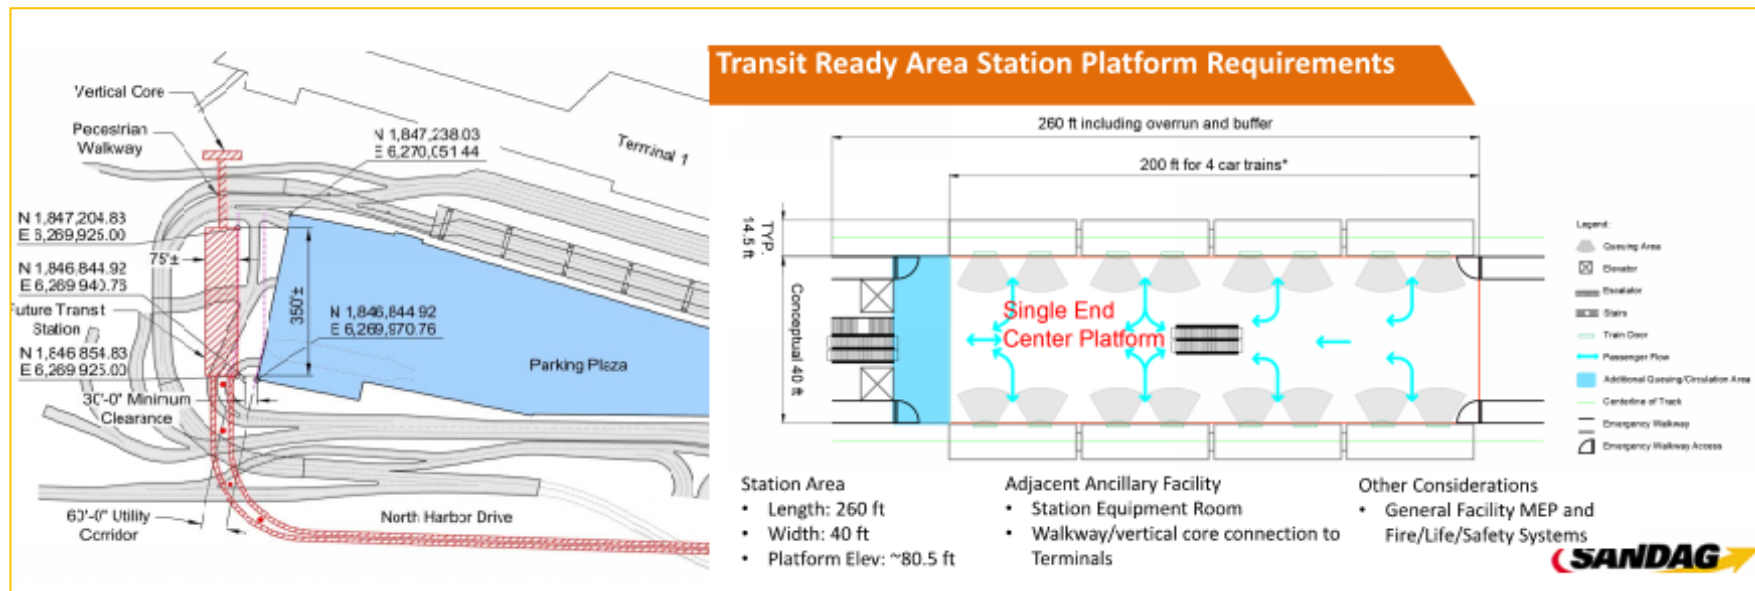 Transit Ready Area Station Platform Requirements
Vertical Core
Pecestrian
Walkway
N 1,847,238.03
E 6,270,051.44
Terminal 1
N 1,847,204.83
E 6,269,925.00
75'±
N 1,846,844.92
E 6,269 940.76
Future Transit
Station
350'±
N 1,846,844.92
E 6,269,970.76
N 1,846,854.83
E 6,269,925.00
Parking Plaza
30'-0" Minimum
Clearance
60'-0" Utility
Corridor
North Harbor Drive
260 ft including overrun and buffer
200 ft for 4 car trains*
TYP.
14.5 ft
Conceptual 40 ft
Single End
Center Platform
Legend:
Queuing Area
Elevator
Escalator
Stairs
Train Door
Passenger Flow
Additional Queuing/Circulation Area
Centerline of Track
Emergency Walkway
Emergency Walkway Access
Station Area
• Length: 260 ft
• Width: 40 ft
• Platform Elev: ~80.5 ft
Adjacent Ancillary Facility
• Station Equipment Room
• Walkway/vertical core connection to
Terminals
Other Considerations
• General Facility MEP and
Fire/Life/Safety Systems
SANDAG